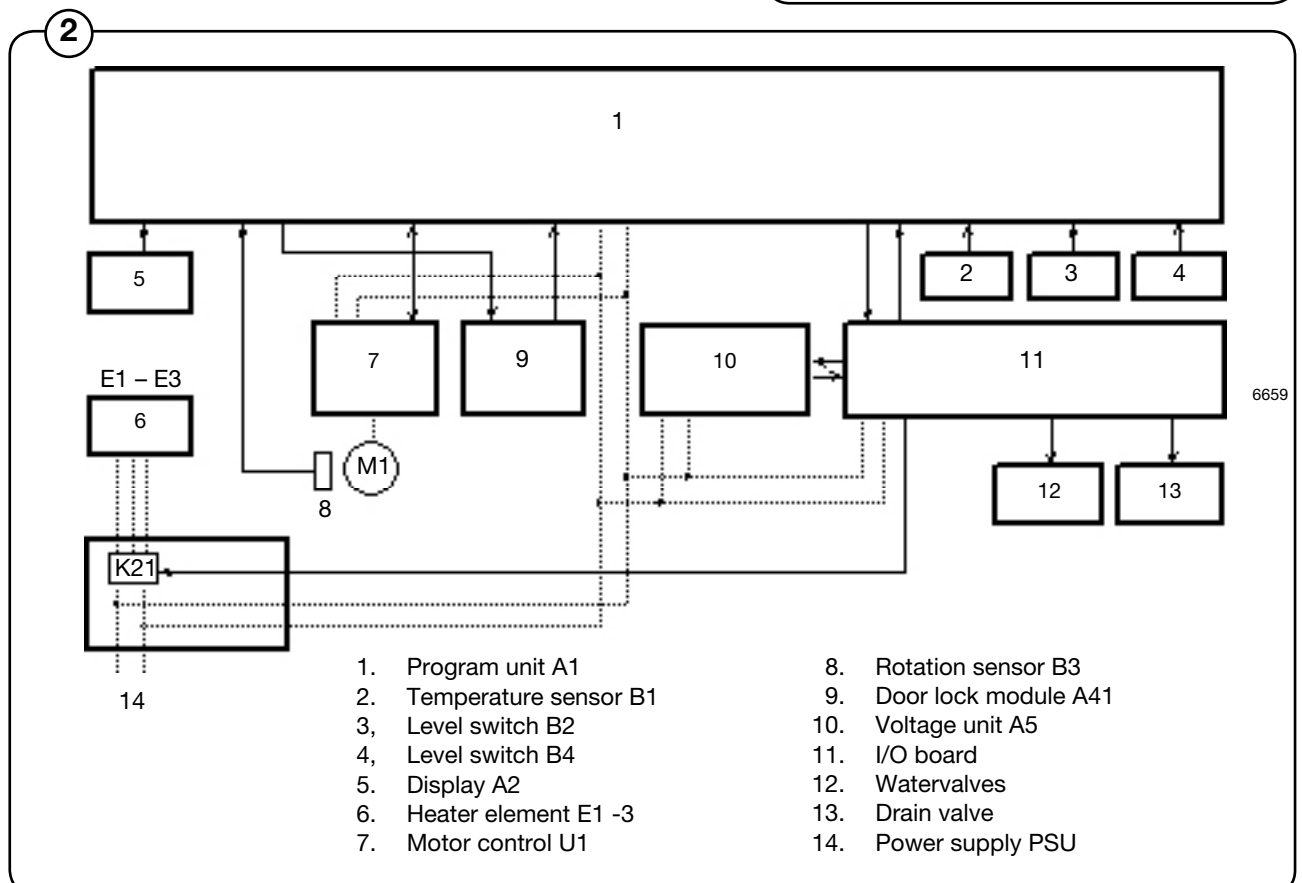 2
1
5
2
3
4
7
9
10
11
6659
E1 – E3
6
M1
8
12
13
K21
14
1. Program unit A1
2. Temperature sensor B1
3, Level switch B2
4, Level switch B4
5. Display A2
6. Heater element E1 -3
7. Motor control U1
8. Rotation sensor B3
9. Door lock module A41
10. Voltage unit A5
11. I/O board
12. Watervalves
13. Drain valve
14. Power supply PSU